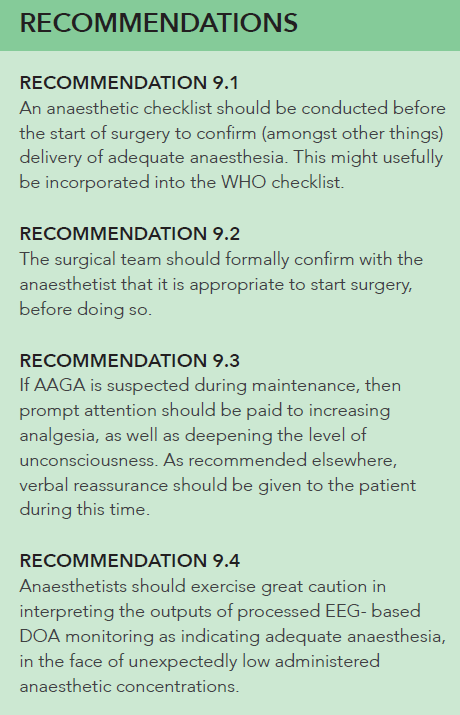 RECOMMENDATIONS
RECOMMENDATION 9.1
An anaesthetic checklist should be conducted before
the start of surgery to confirm (amongst other things)
delivery of adequate anaesthesia. This might usefully
be incorporated into the WHO checklist.
RECOMMENDATION 9.2
The surgical team should formally confirm with the
anaesthetist that it is appropriate to start surgery,
before doing so.
RECOMMENDATION 9.3
If AAGA is suspected during maintenance, then
prompt attention should be paid to increasing
analgesia, as well as deepening the level of
unconsciousness. As recommended elsewhere,
verbal reassurance should be given to the patient
during this time.
RECOMMENDATION 9.4
Anaesthetists should exercise great caution in
interpreting the outputs of processed EEG- based
DOA monitoring as indicating adequate anaesthesia,
in the face of unexpectedly low administered
anaesthetic concentrations.